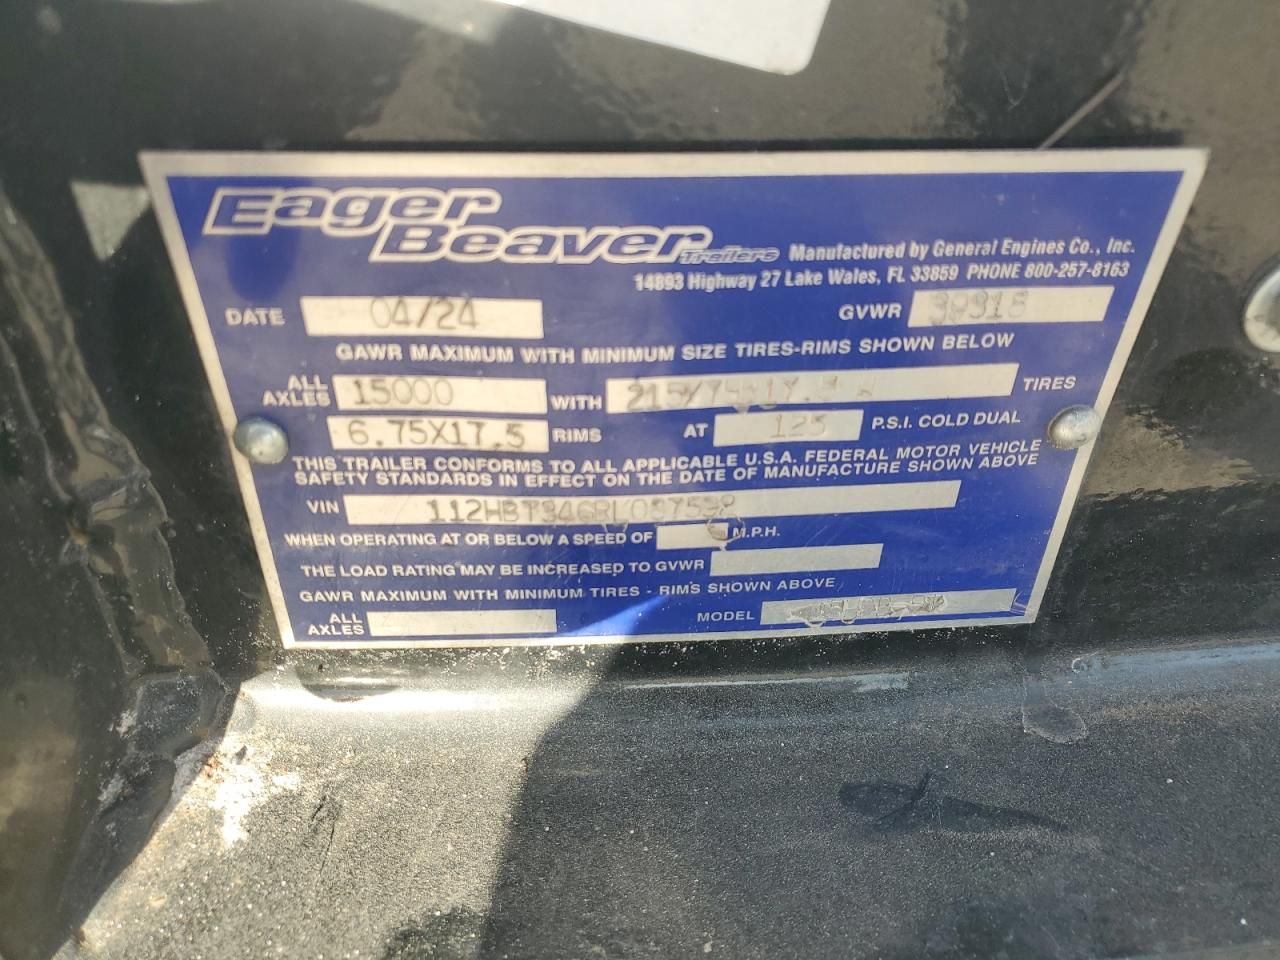 Eager
Beaver
Trailers Manufactured by General Engines Co., Inc.
14893 Highway 27 Lake Wales, FL 33859 PHONE 800-257-8163
DATE 04/24 GVWR
GAWR MAXIMUM WITH MINIMUM SIZE TIRES-RIMS SHOWN BELOW
ALL AXLES 15000 WITH TIRES
6.75X17.5 RIMS AT 125 P.S.I. COLD DUAL
THIS TRAILER CONFORMS TO ALL APPLICABLE U.S.A. FEDERAL MOTOR VEHICLE
SAFETY STANDARDS IN EFFECT ON THE DATE OF MANUFACTURE SHOWN ABOVE
VIN
WHEN OPERATING AT OR BELOW A SPEED OF M.P.H.
THE LOAD RATING MAY BE INCREASED TO GVWR
GAWR MAXIMUM WITH MINIMUM TIRES - RIMS SHOWN ABOVE
ALL AXLES MODEL